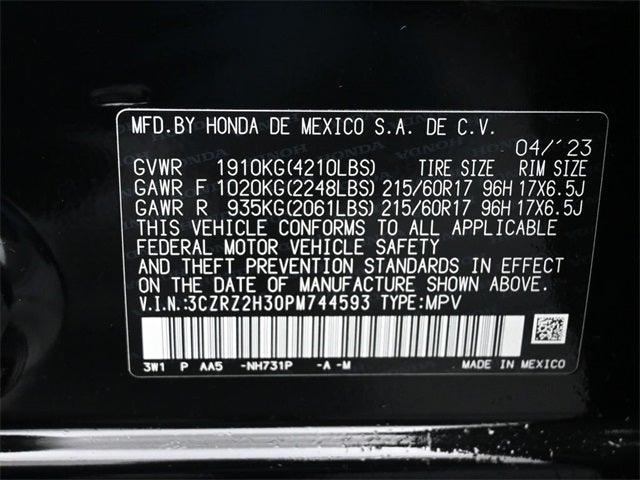 MFD.BY HONDA DE MEXICO S.A. DE C.V.
04/'23
GVWR 1910KG(4210LBS) TIRE SIZE RIM SIZE
GAWR F 1020KG(2248LBS) 215/60R17 96H 17X6.5J
GAWR R 935KG(2061LBS) 215/60R17 96H 17X6.5J
THIS VEHICLE CONFORMS TO ALL APPLICABLE
FEDERAL MOTOR VEHICLE SAFETY
AND THEFT PREVENTION STANDARDS IN EFFECT
ON THE DATE OF MANUFACTURE SHOWN ABOVE.
V.I.N.:3CZRZ2H30PM744593 TYPE:MPV
3W1 P AA5 -NH731P -A -M MADE IN MEXICO